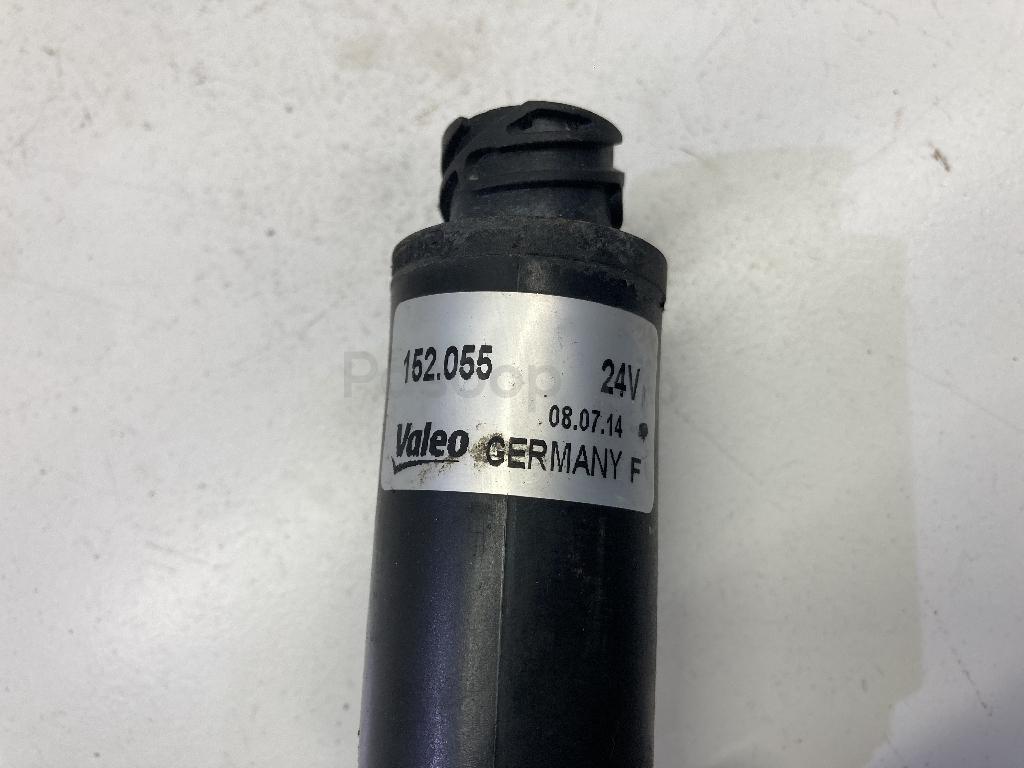 152.055 24V
08.07.14
Valeo GERMANY F